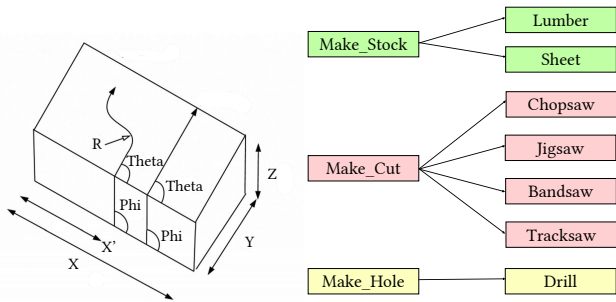 R
Theta
Theta
Phi
Phi
X'
X
Y
Z
Make_Stock
Lumber
Sheet
Make_Cut
Chopsaw
Jigsaw
Bandsaw
Tracksaw
Make_Hole
Drill